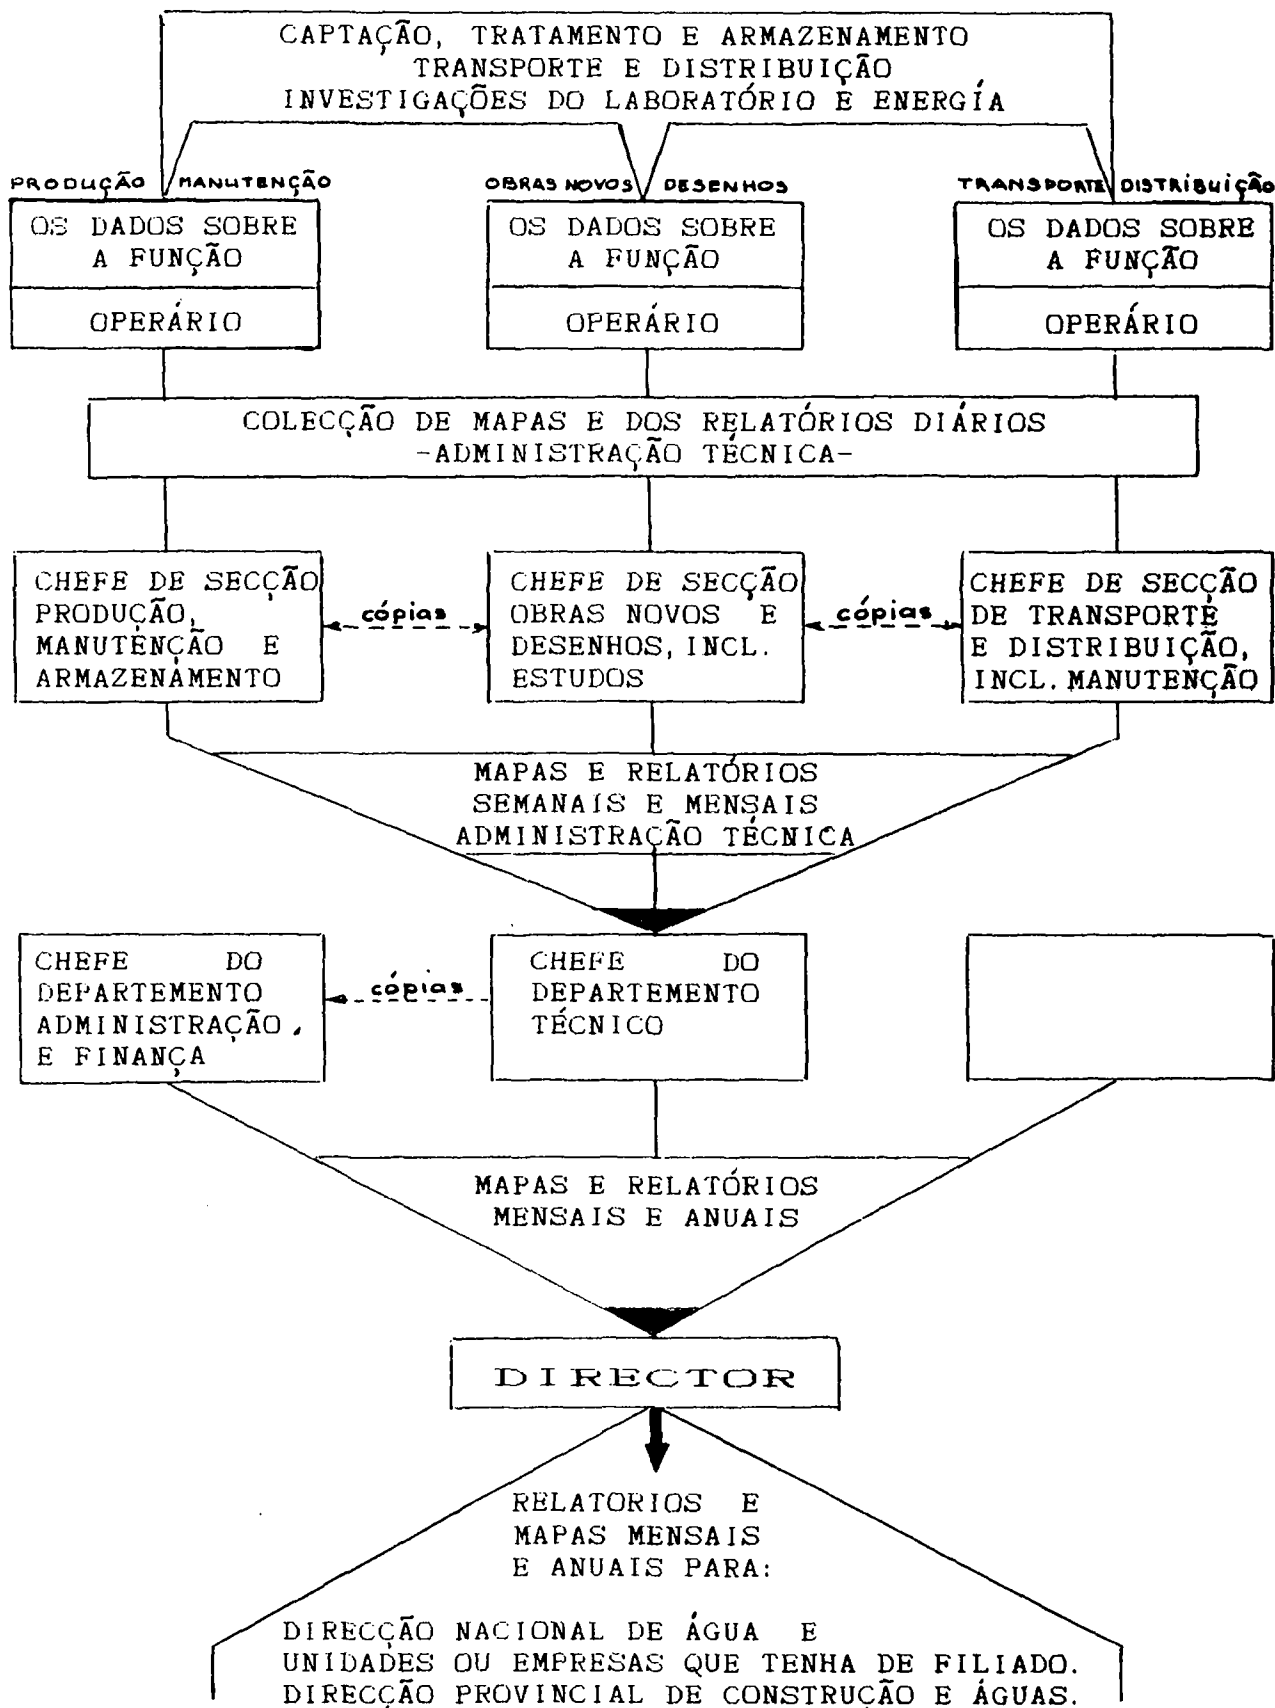 CAPTAÇÃO, TRATAMENTO E ARMAZENAMENTO
TRANSPORTE E DISTRIBUIÇÃO
INVESTIGAÇÕES DO LABORATÓRIO E ENERGÍA
PRODUÇÃO MANUTENÇÃO
OS DADOS SOBRE
A FUNÇÃO
OPERÁRIO
OBRAS NOVOS DESENHOS
OS DADOS SOBRE
A FUNÇÃO
OPERÁRIO
TRANSPORTE DISTRIBUIÇÃO
OS DADOS SOBRE
A FUNÇÃO
OPERÁRIO
COLECÇÃO DE MAPAS E DOS RELATÓRIOS DIÁRIOS
-ADMINISTRAÇÃO TÉCNICA-
CHEFE DE SECÇÃO
PRODUÇÃO,
MANUTENÇÃO E
ARMAZENAMENTO
cópias
CHEFE DE SECÇÃO
OBRAS NOVOS E
DESENHOS, INCL.
ESTUDOS
cópias
CHEFE DE SECÇÃO
DE TRANSPORTE
E DISTRIBUIÇÃO,
INCL. MANUTENÇÃO
MAPAS E RELATÓRIOS
SEMANAIS E MENSAIS
ADMINISTRAÇÃO TÉCNICA
CHEFE DO
DEPARTEMENTO
ADMINISTRAÇÃO,
E FINANÇA
cópias
CHEFE DO
DEPARTEMENTO
TÉCNICO
MAPAS E RELATÓRIOS
MENSAIS E ANUAIS
DIRECTOR
RELATORIOS E
MAPAS MENSAIS
E ANUAIS PARA:
DIRECÇÃO NACIONAL DE ÁGUA E
UNIDADES OU EMPRESAS QUE TENHA DE FILIADO.
DIRECÇÃO PROVINCIAL DE CONSTRUÇÃO E ÁGUAS.